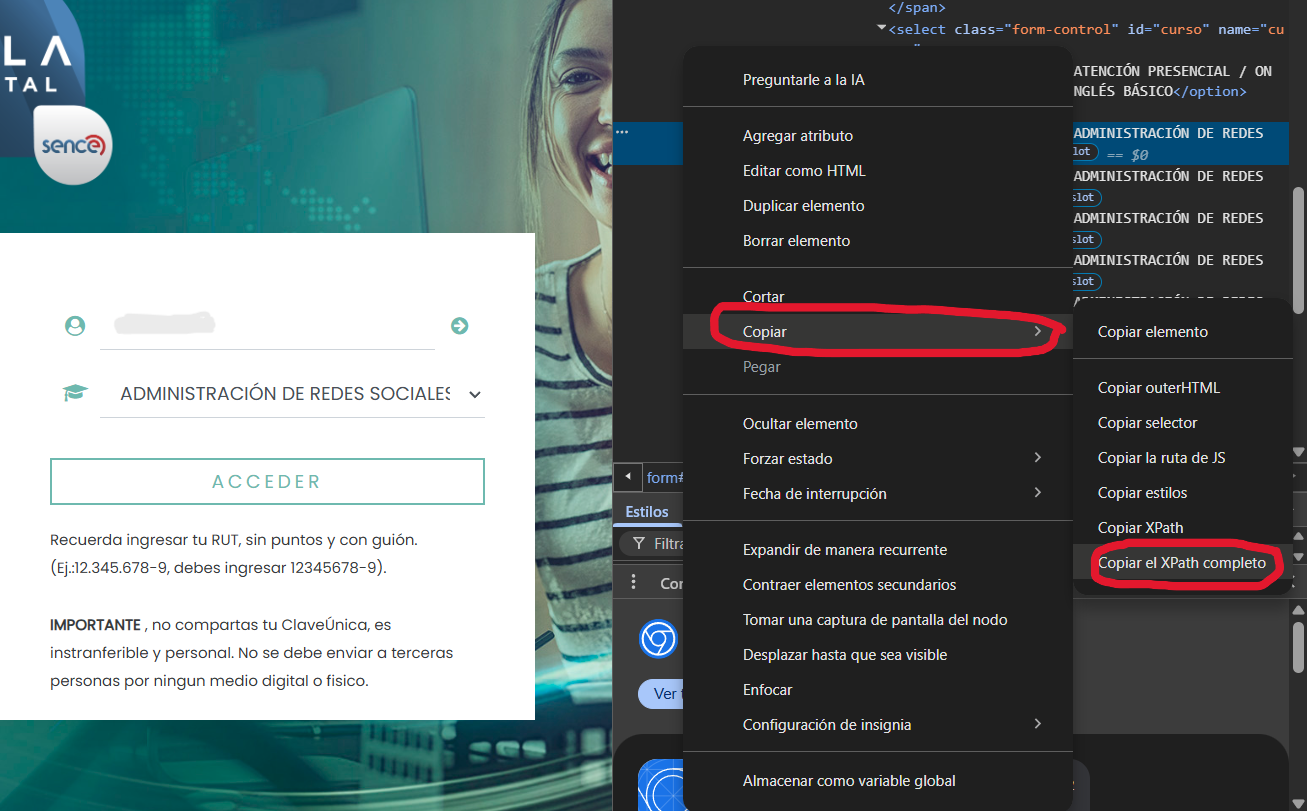 LA
TAL
sence
ADMINISTRACIÓN DE REDES SOCIALES
ACCEDER
Recuerda ingresar tu RUT, sin puntos y con guión.
(Ej.:12.345.678-9, debes ingresar 12345678-9).
IMPORTANTE , no compartas tu ClaveÚnica, es
instranferible y personal. No se debe enviar a terceras
personas por ningun medio digital o fisico.
</span>
<select class="form-control" id="curso" name="cu
ATENCIÓN PRESENCIAL / ON
NGLÉS BÁSICO</option>
ADMINISTRACIÓN DE REDES
lot == $0
ADMINISTRACIÓN DE REDES
slot
ADMINISTRACIÓN DE REDES
slot
ADMINISTRACIÓN DE REDES
slot
form#
Estilos
Filtra
Con
Ver t
Preguntarle a la IA
Agregar atributo
Editar como HTML
Duplicar elemento
Borrar elemento
Cortar
Copiar
Pegar
Ocultar elemento
Forzar estado
Fecha de interrupción
Expandir de manera recurrente
Contraer elementos secundarios
Tomar una captura de pantalla del nodo
Desplazar hasta que sea visible
Enfocar
Configuración de insignia
Almacenar como variable global
Copiar elemento
Copiar outerHTML
Copiar selector
Copiar la ruta de JS
Copiar estilos
Copiar XPath
Copiar el XPath completo